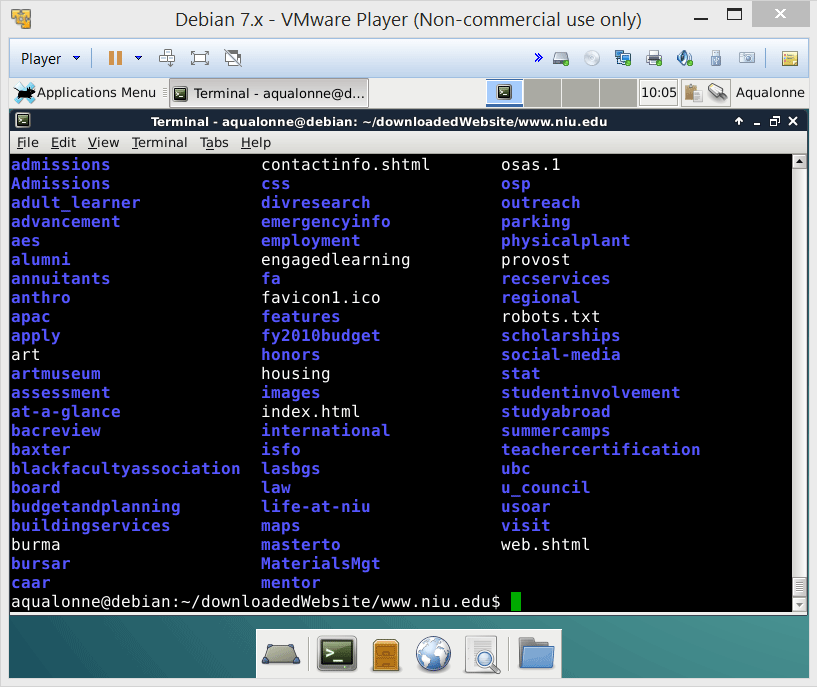 Debian 7.x - VMware Player (Non-commercial use only)
Player
Applications Menu Terminal - aqualonne@d... 10:05 Aqualonne
Terminal - aqualonne@debian: ~/downloadedWebsite/www.niu.edu
File Edit View Terminal Tabs Help
admissions contactinfo.shtml osas.1
Admissions css osp
adult_learner divresearch outreach
advancement emergencyinfo parking
aes employment physicalplant
alumni engagedlearning provost
annuitants fa recservices
anthro favicon1.ico regional
apac features robots.txt
apply fy2010budget scholarships
art honors social-media
artmuseum housing stat
assessment images studentinvolvement
at-a-glance index.html studyabroad
bacreview international summercamps
baxter isfo teachercertification
blackfacultyassociation lasbgs ubc
board law u_council
budgetandplanning life-at-niu usoar
buildingservices maps visit
burma masterto web.shtml
bursar MaterialsMgt
caar mentor
aqualonne@debian:~/downloadedWebsite/www.niu.edu$